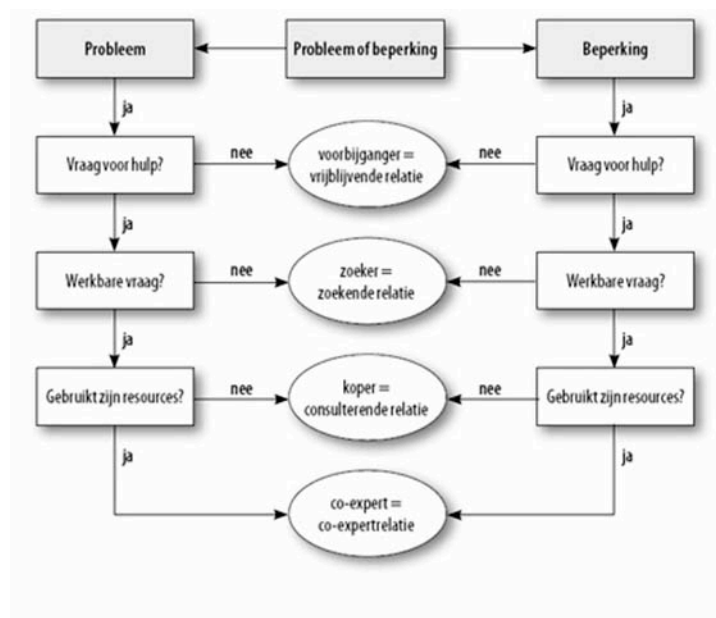 Probleem
Probleem of beperking
Beperking
ja
ja
Vraag voor hulp?
nee
voorbijganger =
vrijblijvende relatie
nee
Vraag voor hulp?
ja
ja
Werkbare vraag?
nee
zoeker =
zoekende relatie
nee
Werkbare vraag?
ja
ja
Gebruikt zijn resources?
nee
koper =
consulterende relatie
nee
Gebruikt zijn resources?
ja
ja
co-expert =
co-expertrelatie